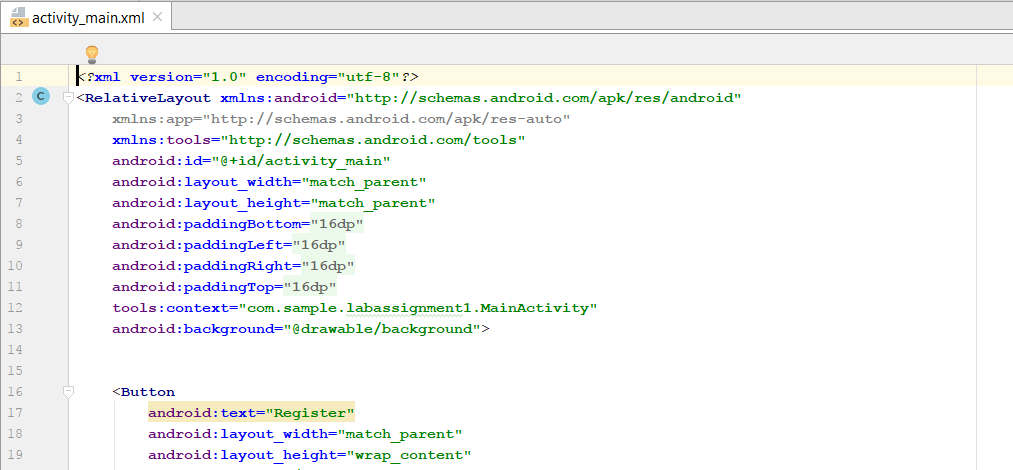 activity_main.xml
1 <?xml version="1.0" encoding="utf-8"?>
2 C <RelativeLayout xmlns:android="http://schemas.android.com/apk/res/android"
3 xmlns:app="http://schemas.android.com/apk/res-auto"
4 xmlns:tools="http://schemas.android.com/tools"
5 android:id="@+id/activity_main"
6 android:layout_width="match_parent"
7 android:layout_height="match_parent"
8 android:paddingBottom="16dp"
9 android:paddingLeft="16dp"
10 android:paddingRight="16dp"
11 android:paddingTop="16dp"
12 tools:context="com.sample.labassignment1.MainActivity"
13 android:background="@drawable/background">
14
15
16 <Button
17 android:text="Register"
18 android:layout_width="match_parent"
19 android:layout_height="wrap_content"